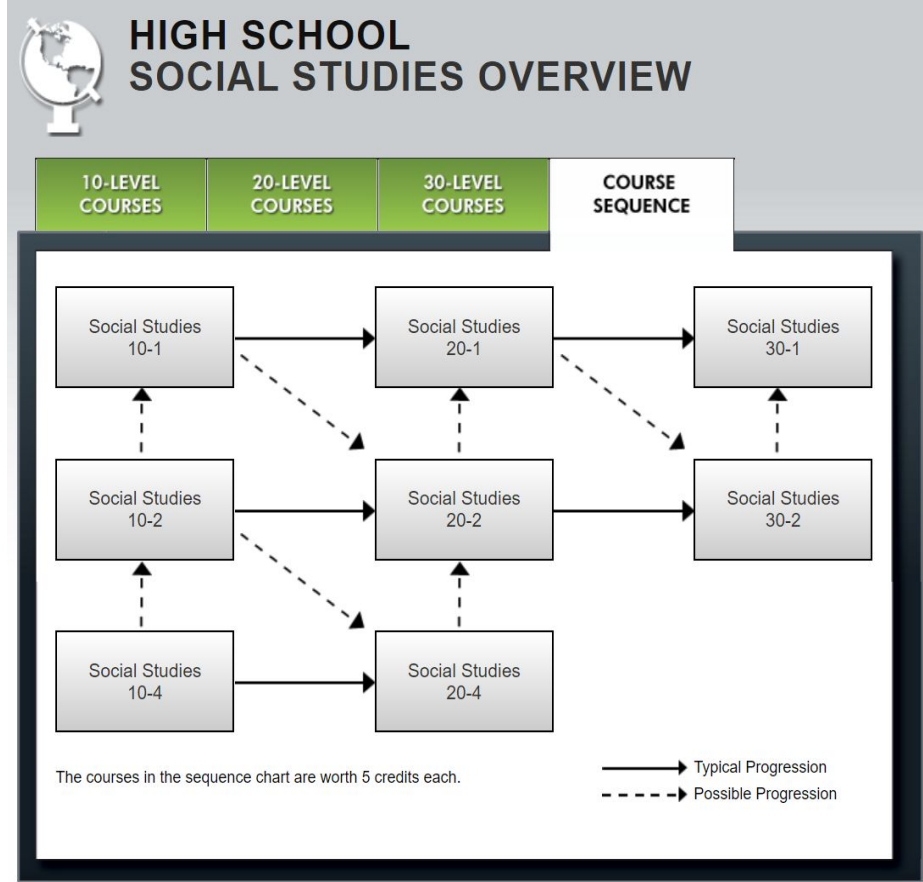 HIGH SCHOOL
SOCIAL STUDIES OVERVIEW
10-LEVEL
COURSES
20-LEVEL
COURSES
30-LEVEL
COURSES
COURSE
SEQUENCE
Social Studies
10-1
Social Studies
20-1
Social Studies
30-1
Social Studies
10-2
Social Studies
20-2
Social Studies
30-2
Social Studies
10-4
Social Studies
20-4
The courses in the sequence chart are worth 5 credits each.
Typical Progression
Possible Progression